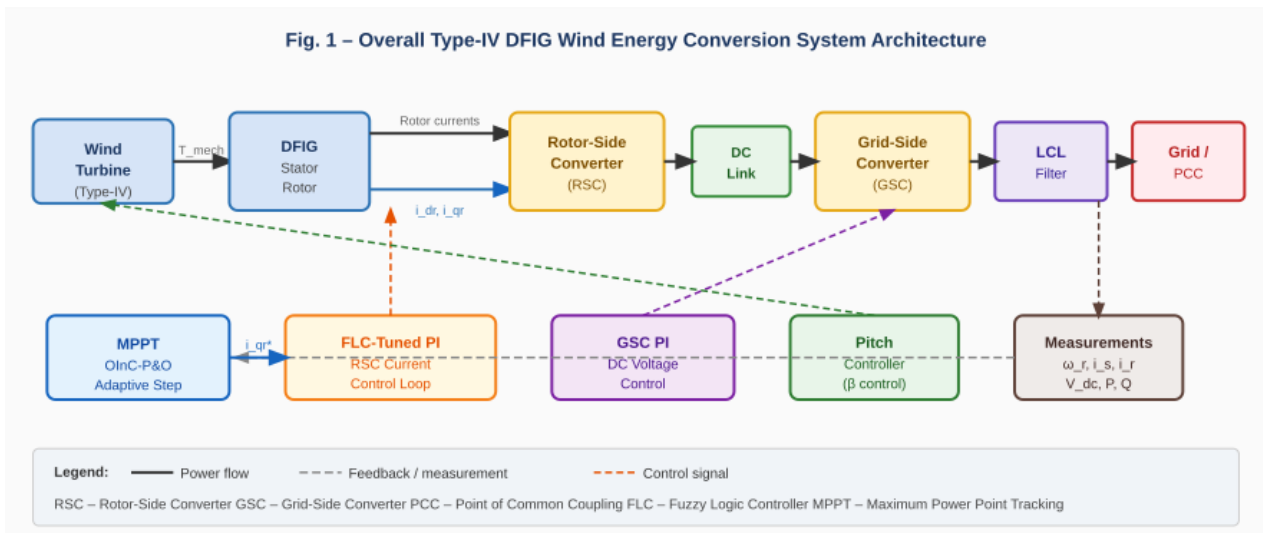 Fig. 1 – Overall Type-IV DFIG Wind Energy Conversion System Architecture
Wind
Turbine
(Type-IV)
T_mech
DFIG
Stator
Rotor
Rotor currents
i_dr, i_qr
Rotor-Side
Converter
(RSC)
DC
Link
Grid-Side
Converter
(GSC)
LCL
Filter
Grid /
PCC
MPPT
OInC-P&O
Adaptive Step
i_qr*
FLC-Tuned PI
RSC Current
Control Loop
GSC PI
DC Voltage
Control
Pitch
Controller
(β control)
Measurements
ω_r, i_s, i_r
V_dc, P, Q
Legend: Power flow Feedback / measurement Control signal
RSC – Rotor-Side Converter GSC – Grid-Side Converter PCC – Point of Common Coupling FLC – Fuzzy Logic Controller MPPT – Maximum Power Point Tracking